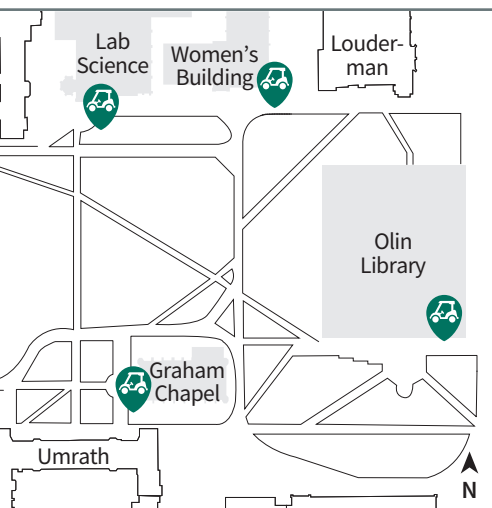 Lab
Science
Women's
Building
Louder-
man
Olin
Library
Graham
Chapel
Umrath
N